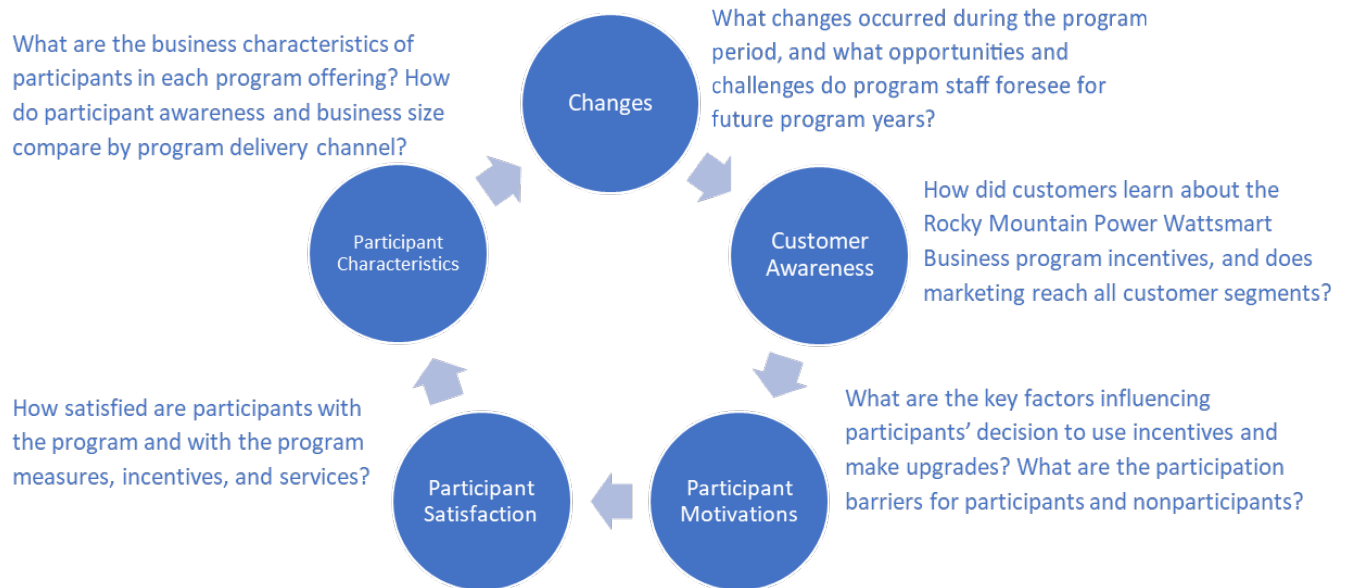 What changes occurred during the program
period, and what opportunities and
challenges do program staff foresee for
future program years?
Changes
How did customers learn about the
Rocky Mountain Power Wattsmart
Business program incentives, and does
marketing reach all customer segments?
Customer
Awareness
What are the key factors influencing
participants’ decision to use incentives and
make upgrades? What are the participation
barriers for participants and nonparticipants?
Participant
Motivations
How satisfied are participants with
the program and with the program
measures, incentives, and services?
Participant
Satisfaction
What are the business characteristics of
participants in each program offering? How
do participant awareness and business size
compare by program delivery channel?
Participant
Characteristics